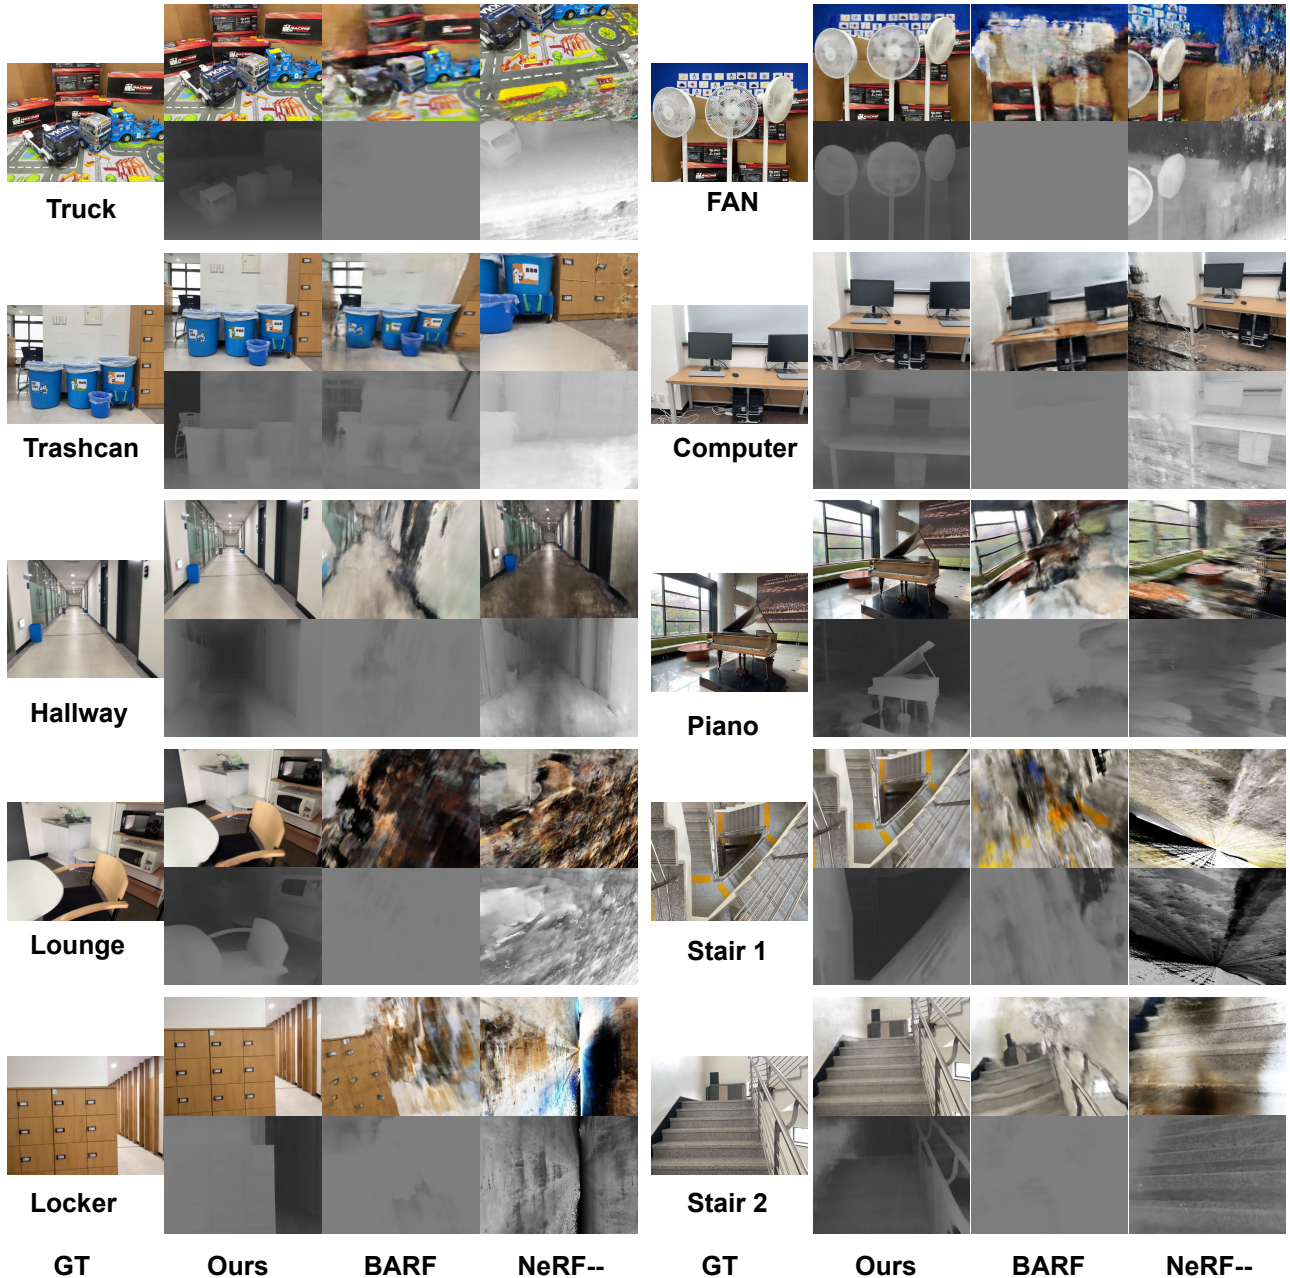 Truck
FAN
Trashcan
Computer
Hallway
Piano
Lounge
Stair 1
Locker
Stair 2
GT Ours BARF NeRF-- GT Ours BARF NeRF--